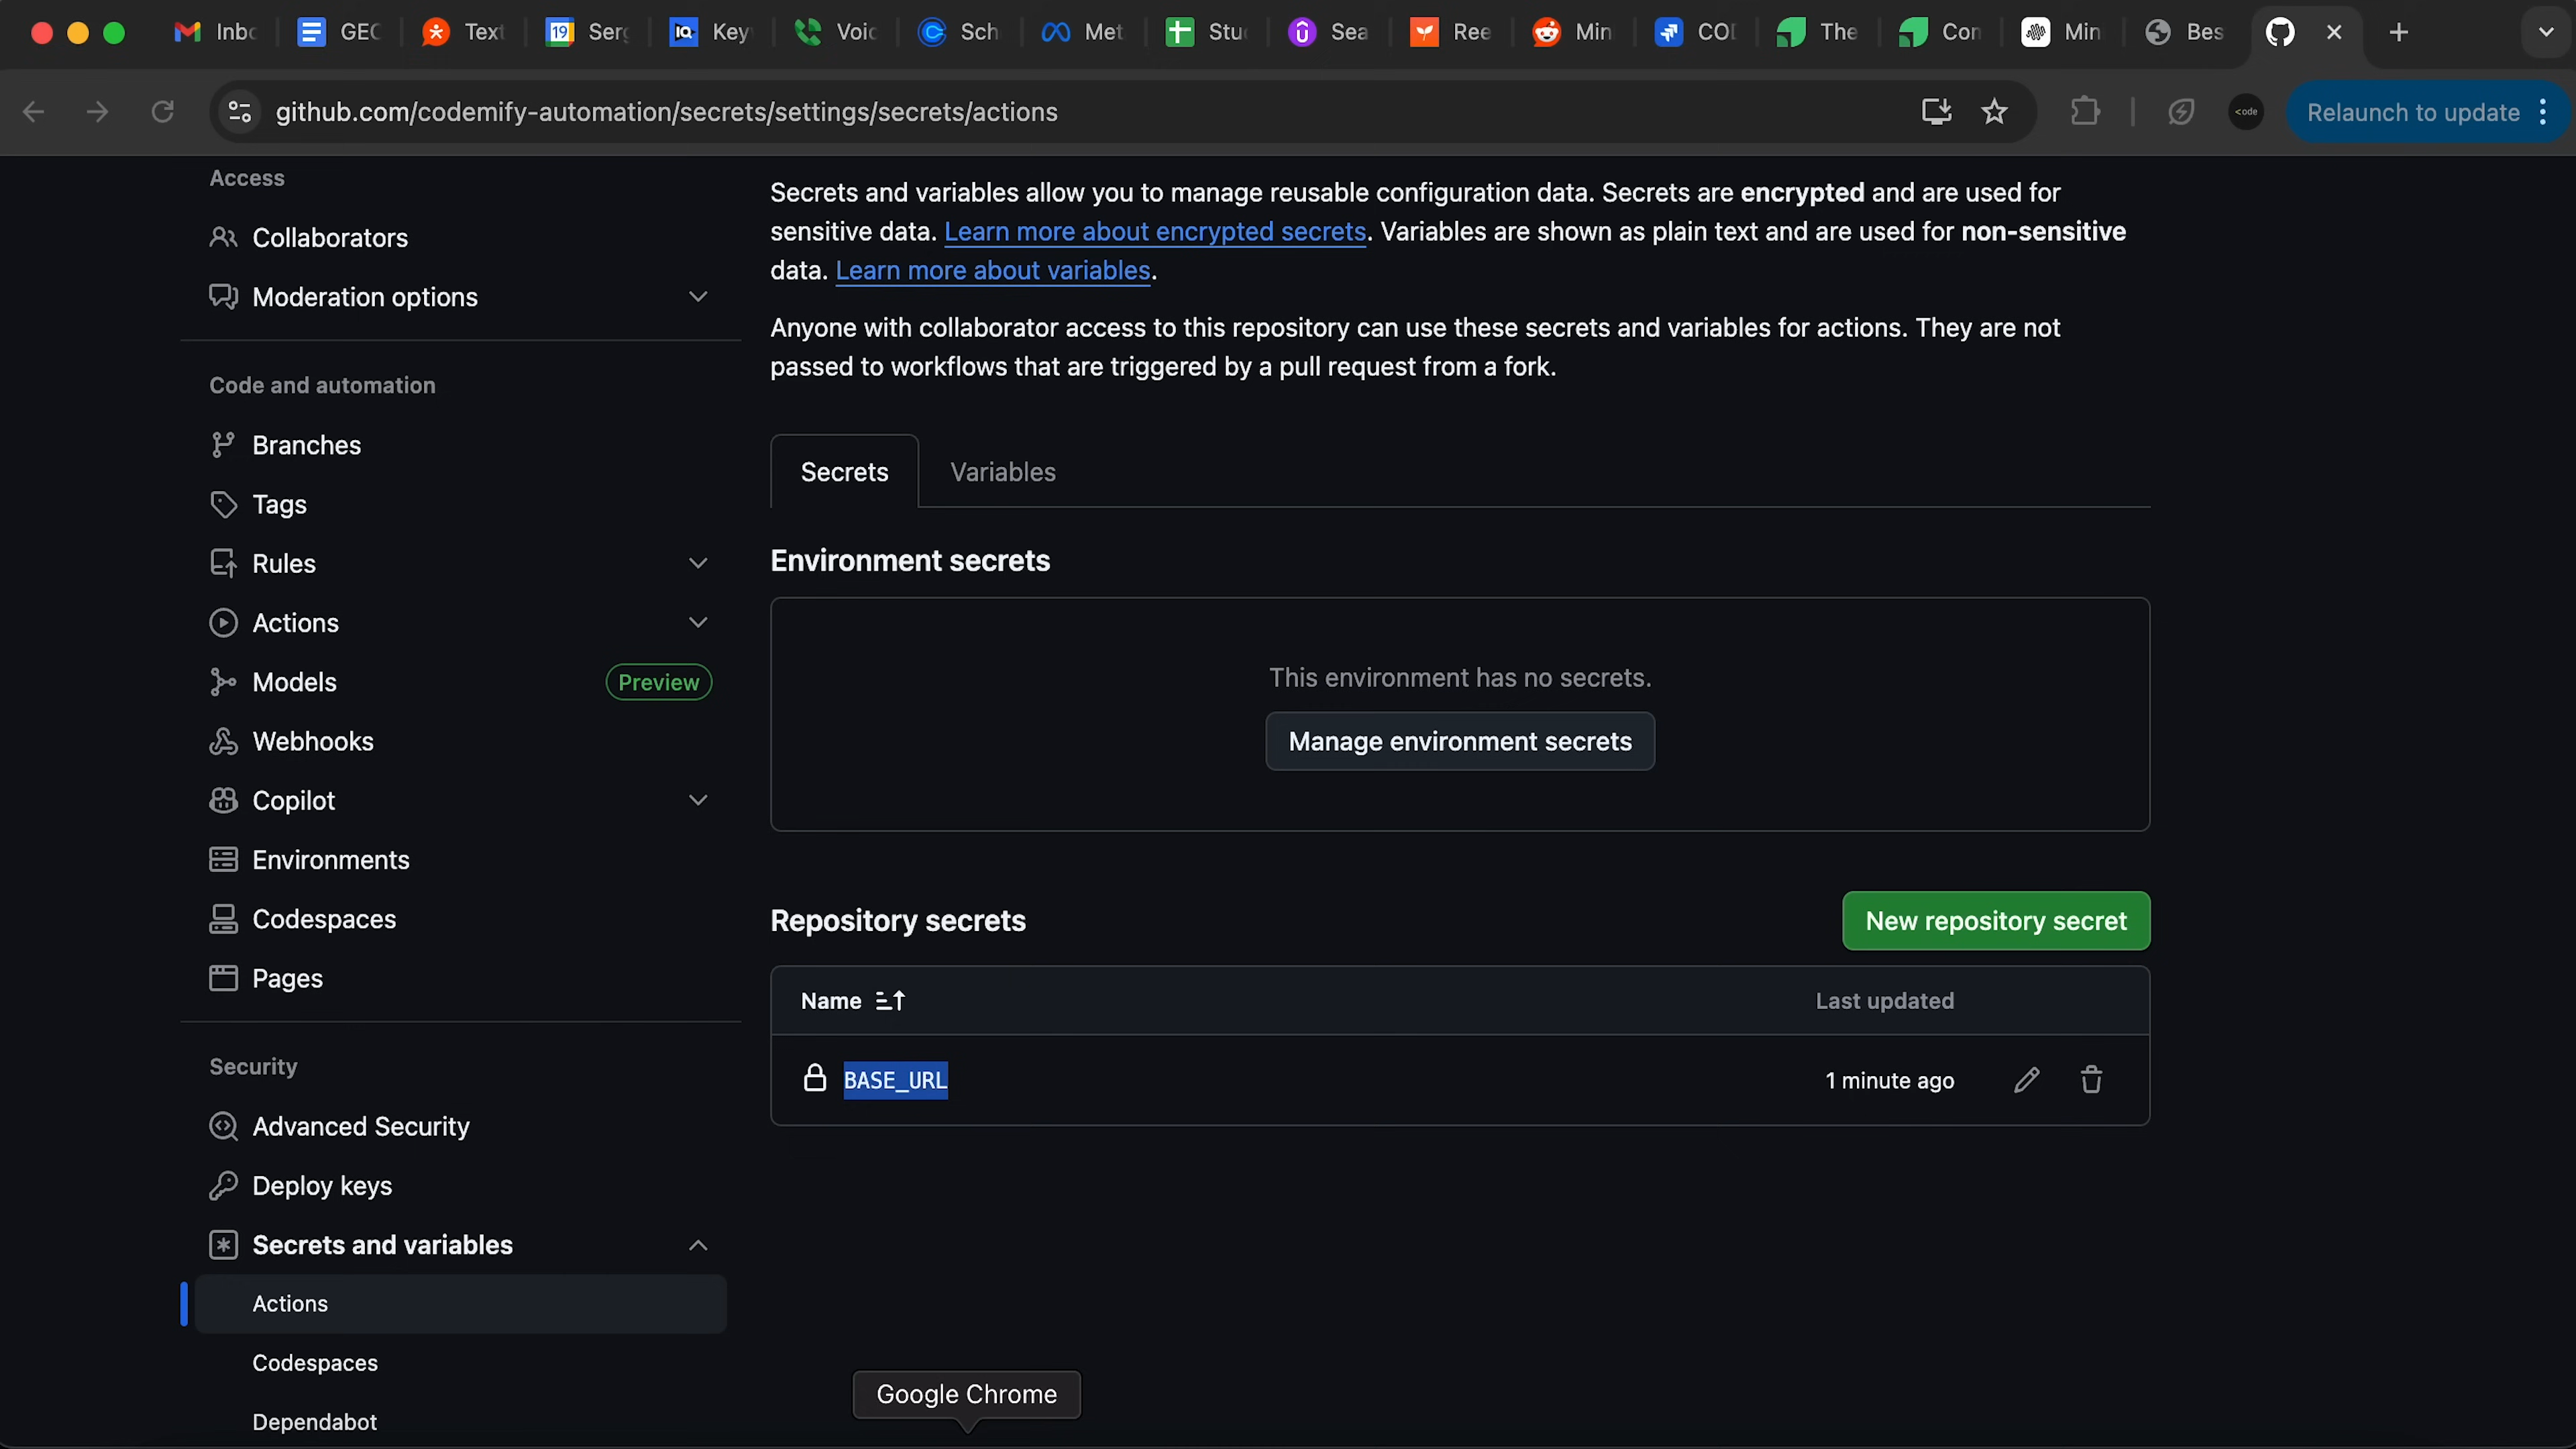 Inbc
GEC
Text
19
Serg
IQ
Key
Voic
Sch
Met
Stu
Sea
Ree
Min
COD
The
Con
Min
Bes
github.com/codemify-automation/secrets/settings/secrets/actions
<code>
Relaunch to update
Access
Collaborators
Moderation options
Code and automation
Branches
Tags
Rules
Actions
Models
Preview
Webhooks
Copilot
Environments
Codespaces
Pages
Security
Advanced Security
Deploy keys
Secrets and variables
Actions
Codespaces
Dependabot
Secrets and variables allow you to manage reusable configuration data. Secrets are encrypted and are used for
sensitive data. Learn more about encrypted secrets. Variables are shown as plain text and are used for non-sensitive
data. Learn more about variables.
Anyone with collaborator access to this repository can use these secrets and variables for actions. They are not
passed to workflows that are triggered by a pull request from a fork.
Secrets
Variables
Environment secrets
This environment has no secrets.
Manage environment secrets
Repository secrets
New repository secret
Name
Last updated
BASE_URL
1 minute ago
Google Chrome